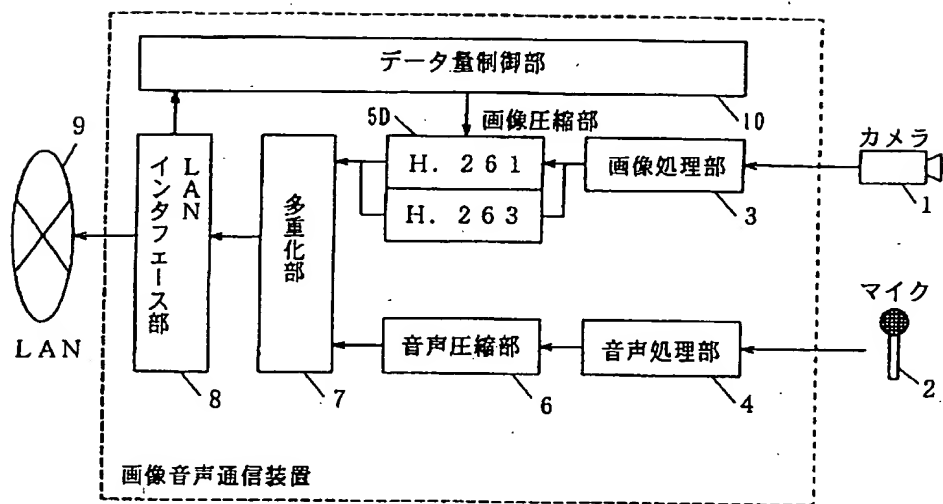 データ量制御部
10
5D
画像圧縮部
9
LAN
インタフェース部
多重化部
H.261
H.263
画像処理部
3
カメラ
1
マイク
2
LAN
8
7
音声圧縮部
6
音声処理部
4
画像音声通信装置